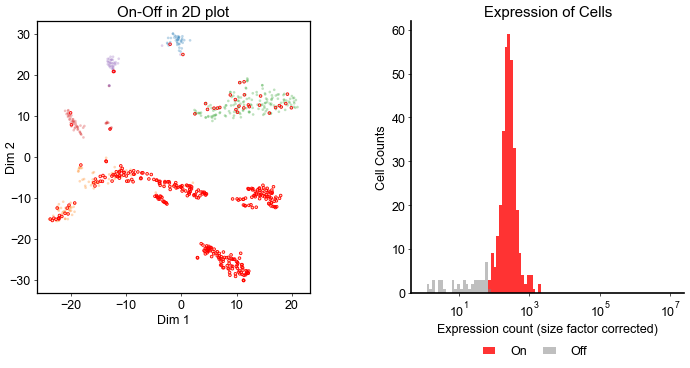 On-Off in 2D plot
Expression of Cells
30
20
10
0
−10
−20
−30
Dim 2
−20
−10
0
10
20
Dim 1
60
50
40
30
20
10
0
Cell Counts
10^1
10^3
10^5
10^7
Expression count (size factor corrected)
On
Off